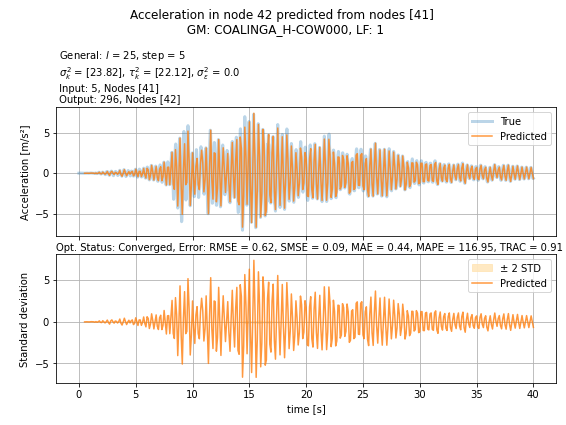 Acceleration in node 42 predicted from nodes [41]
GM: COALINGA_H-COW000, LF: 1
General: l = 25, step = 5
σ²ₖ = [23.82], τ²ₖ = [22.12], σ²ε = 0.0
Input: 5, Nodes [41]
Output: 296, Nodes [42]
True
Predicted
Acceleration [m/s²]
5
0
−5
Opt. Status: Converged, Error: RMSE = 0.62, SMSE = 0.09, MAE = 0.44, MAPE = 116.95, TRAC = 0.91
± 2 STD
Predicted
Standard deviation
5
0
−5
0 5 10 15 20 25 30 35 40
time [s]